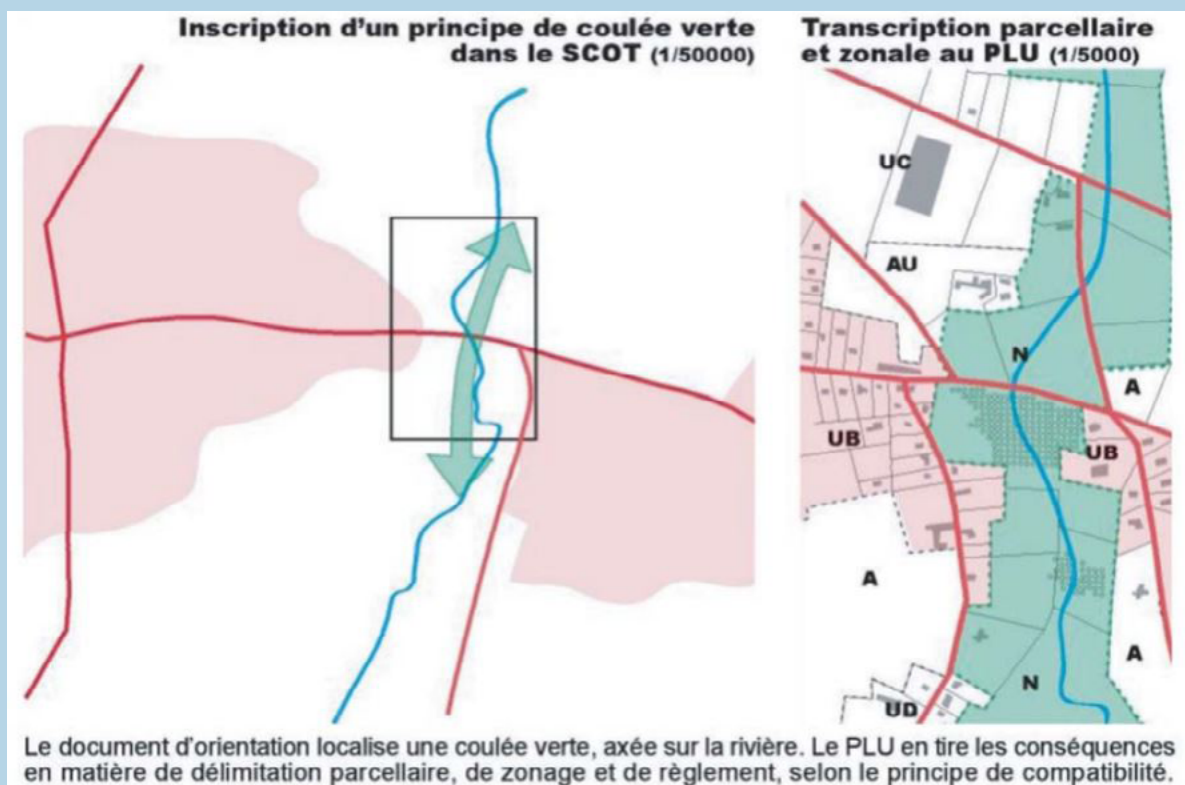 Inscription d'un principe de coulée verte
dans le SCOT (1/50000)
Transcription parcellaire
et zonale au PLU (1/5000)
UC
AU
N
A
UB
UB
A
A
N
UD
Le document d'orientation localise une coulée verte, axée sur la rivière. Le PLU en tire les conséquences
en matière de délimitation parcellaire, de zonage et de règlement, selon le principe de compatibilité.